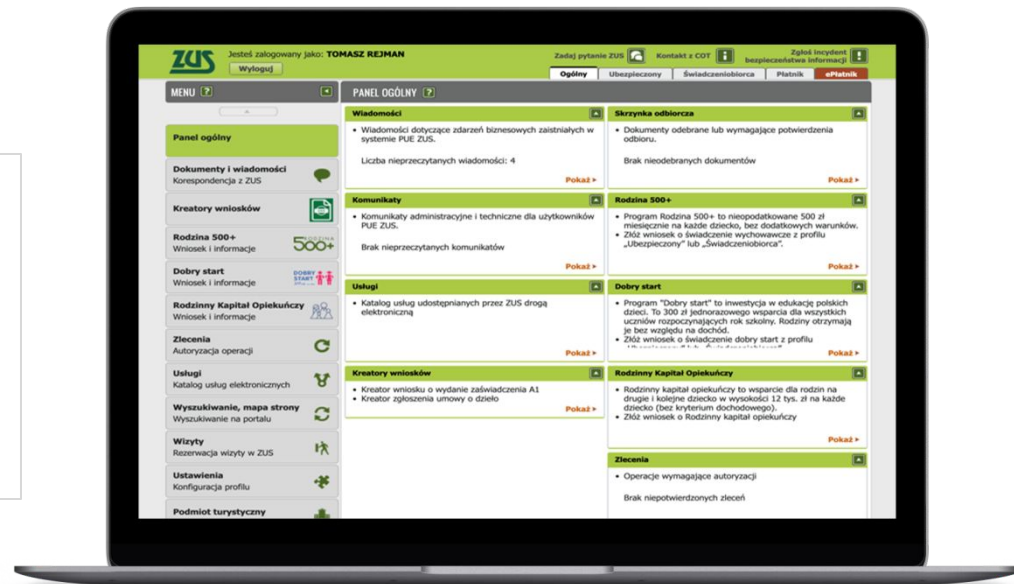 ZUS
Jesteś zalogowany jako: TOMASZ REJMAN
Wyloguj
Zadaj pytanie ZUS
Kontakt z COT
Zgłoś incydent
bezpieczeństwa informacji
Ogólny
Ubezpieczony
Świadczeniobiorca
Płatnik
ePłatnik
MENU ?
Panel ogólny
Dokumenty i wiadomości
Korespondencja z ZUS
Kreatory wniosków
Rodzina 500+
Wniosek i informacje
RODZINA
500+
Dobry start
Wniosek i informacje
DOBRY
START
Rodzinny Kapitał Opiekuńczy
Wniosek i informacje
Zlecenia
Autoryzacja operacji
Usługi
Katalog usług elektronicznych
Wyszukiwanie, mapa strony
Wyszukiwanie na portalu
Wizyty
Rezerwacja wizyty w ZUS
Ustawienia
Konfiguracja profilu
Podmiot turystyczny
PANEL OGÓLNY ?
Wiadomości
• Wiadomości dotyczące zdarzeń biznesowych zaistniałych w
systemie PUE ZUS.
Liczba nieprzeczytanych wiadomości: 4
Pokaż
Komunikaty
• Komunikaty administracyjne i techniczne dla użytkowników
PUE ZUS.
Brak nieprzeczytanych komunikatów
Pokaż
Usługi
• Katalog usług udostępnianych przez ZUS drogą
elektroniczną
Pokaż
Kreatory wniosków
• Kreator wniosku o wydanie zaświadczenia A1
• Kreator zgłoszenia umowy o dzieło
Pokaż
Skrzynka odbiorcza
• Dokumenty odebrane lub wymagające potwierdzenia
odbioru.
Brak nieodebranych dokumentów
Pokaż
Rodzina 500+
• Program Rodzina 500+ to nieopodatkowane 500 zł
miesięcznie na każde dziecko, bez dodatkowych warunków.
• Złóż wniosek o świadczenie wychowawcze z profilu
„Ubezpieczony” lub „Świadczeniobiorca”.
Pokaż
Dobry start
• Program "Dobry start" to inwestycja w edukację polskich
dzieci. To 300 zł jednorazowego wsparcia dla wszystkich
uczniów rozpoczynających rok szkolny. Rodziny otrzymają
je bez względu na dochód.
• Złóż wniosek o świadczenie dobry start z profilu
Pokaż
Rodzinny Kapitał Opiekuńczy
• Rodzinny kapitał opiekuńczy to wsparcie dla rodzin na
drugie i kolejne dziecko w wysokości 12 tys. zł na każde
dziecko (bez kryterium dochodowego).
• Złóż wniosek o Rodzinny kapitał opiekuńczy
Pokaż
Zlecenia
• Operacje wymagające autoryzacji
Brak niepotwierdzonych zleceń